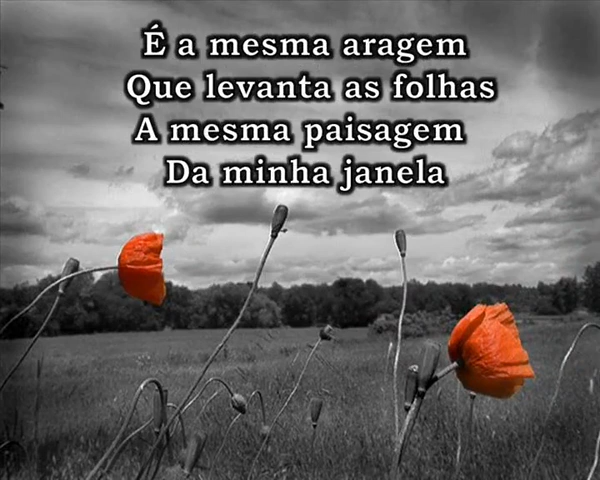 É a mesma aragem
Que levanta as folhas
A mesma paisagem
Da minha janela